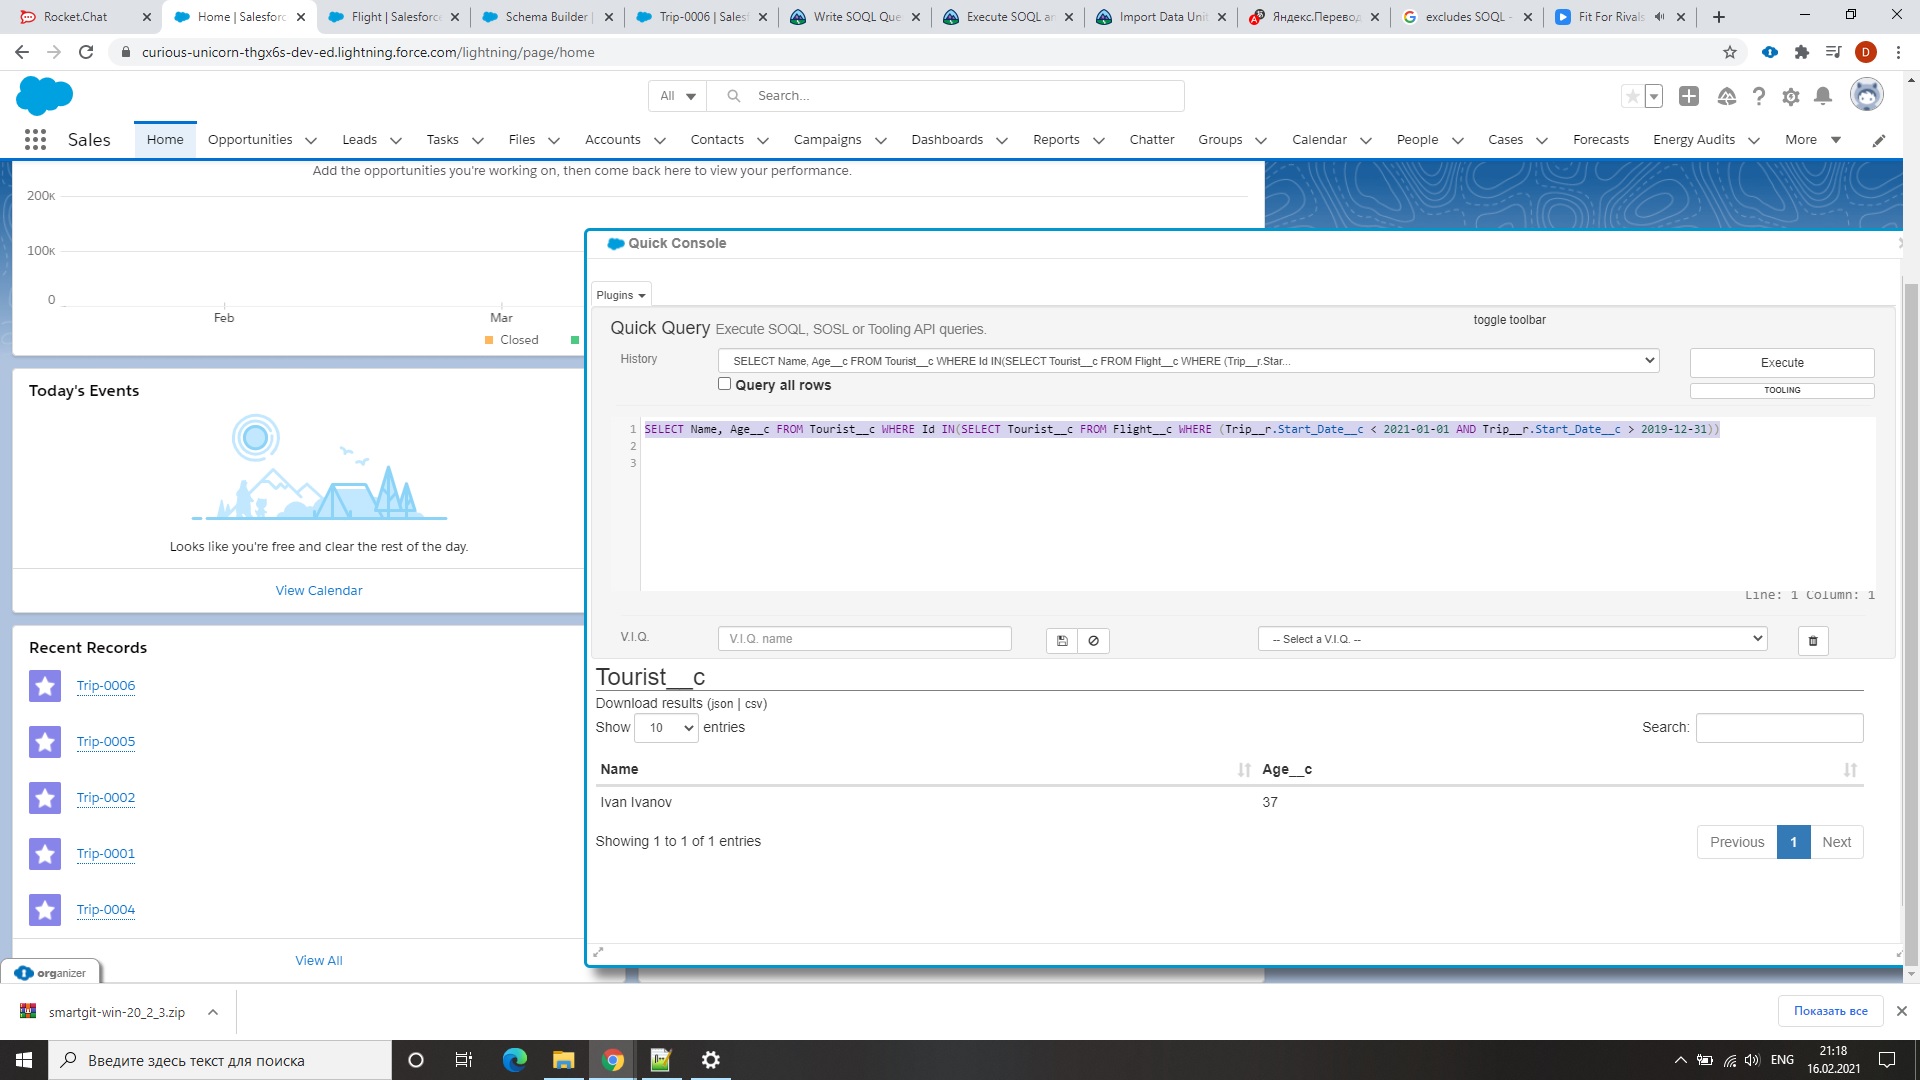 Rocket.Chat
Home | Salesforc
Flight | Salesforce
Schema Builder |
Trip-0006 | Salesf
Write SOQL Que
Execute SOQL an
Import Data Unit
Яндекс.Перевод
excludes SOQL -
Fit For Rivals
curious-unicorn-thgx6s-dev-ed.lightning.force.com/lightning/page/home
D
All
Search...
Sales
Home
Opportunities
Leads
Tasks
Files
Accounts
Contacts
Campaigns
Dashboards
Reports
Chatter
Groups
Calendar
People
Cases
Forecasts
Energy Audits
More
Add the opportunities you're working on, then come back here to view your performance.
200K
100K
0
Feb
Mar
Closed
Today's Events
Looks like you're free and clear the rest of the day.
View Calendar
Recent Records
Trip-0006
Trip-0005
Trip-0002
Trip-0001
Trip-0004
View All
organizer
Quick Console
Plugins
Quick Query Execute SOQL, SOSL or Tooling API queries.
toggle toolbar
History
SELECT Name, Age__c FROM Tourist__c WHERE Id IN(SELECT Tourist__c FROM Flight__c WHERE (Trip__r.Star...
Execute
Query all rows
TOOLING
1 SELECT Name, Age__c FROM Tourist__c WHERE Id IN(SELECT Tourist__c FROM Flight__c WHERE (Trip__r.Start_Date__c < 2021-01-01 AND Trip__r.Start_Date__c > 2019-12-31))
2
3
Line: 1 Column: 1
V.I.Q.
V.I.Q. name
-- Select a V.I.Q. --
Tourist__c
Download results (json | csv)
Show 10 entries
Search:
Name
Age__c
Ivan Ivanov
37
Showing 1 to 1 of 1 entries
Previous
1
Next
smartgit-win-20_2_3.zip
Показать все
Введите здесь текст для поиска
ENG
21:18
16.02.2021